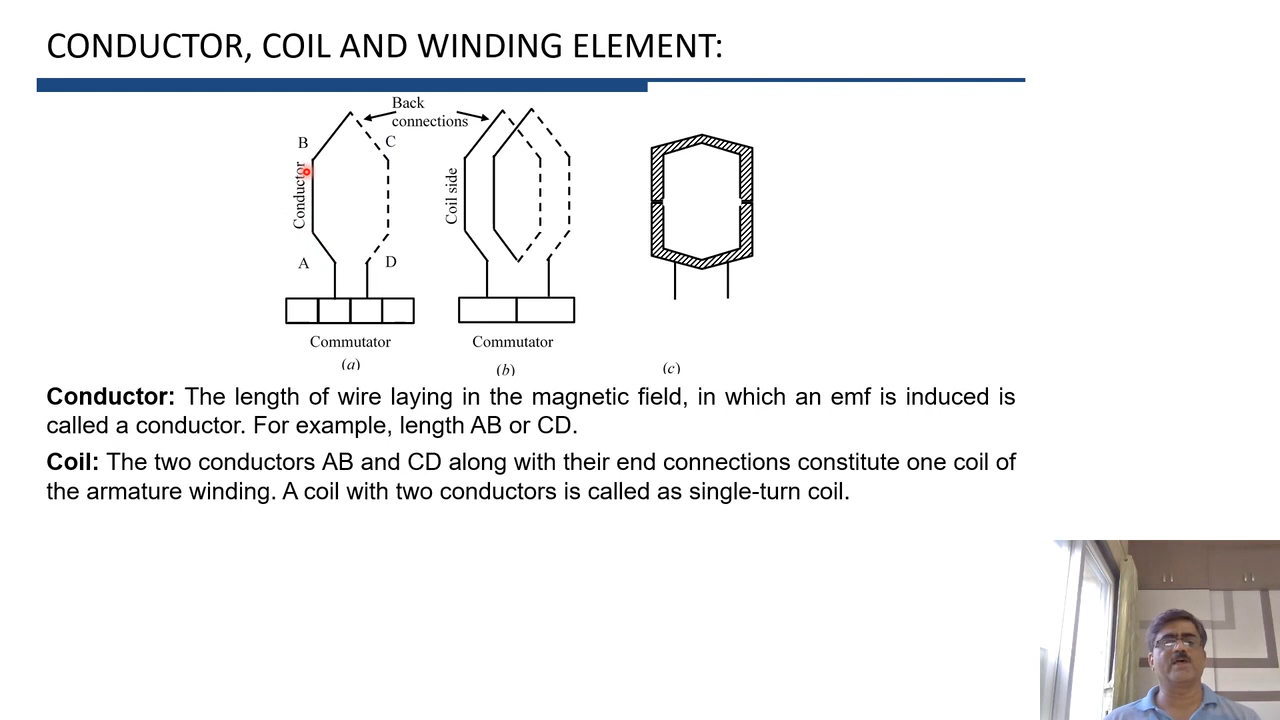 CONDUCTOR, COIL AND WINDING ELEMENT:
Back
connections
B
C
Conductor
Coil side
A
D
Commutator
Commutator
(a)
(b)
(c)
Conductor: The length of wire laying in the magnetic field, in which an emf is induced is
called a conductor. For example, length AB or CD.
Coil: The two conductors AB and CD along with their end connections constitute one coil of
the armature winding. A coil with two conductors is called as single-turn coil.